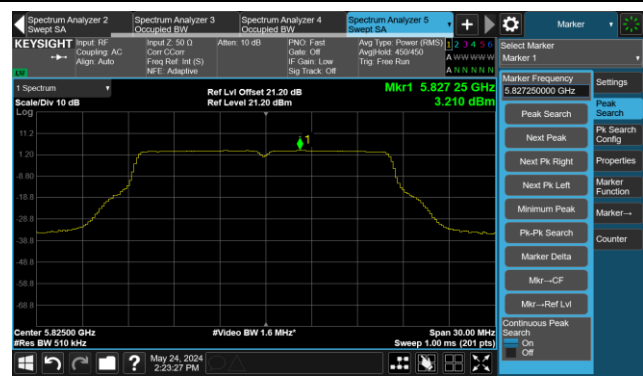 Spectrum Analyzer 2
Swept SA
Spectrum Analyzer 3
Occupied BW
Spectrum Analyzer 4
Occupied BW
Spectrum Analyzer 5
Swept SA
+
Marker
KEYSIGHT
LXI
Input: RF
Coupling: AC
Align: Auto
Input Z: 50 Ω
Corr CCorr
Freq Ref: Int (S)
NFE: Adaptive
Atten: 10 dB
PNO: Fast
Gate: Off
IF Gain: Low
Sig Track: Off
Avg Type: Power (RMS)
Avg|Hold: 450/450
Trig: Free Run
1 2 3 4 5 6
A W W W W W
A N N N N N
Select Marker
Marker 1
1 Spectrum
Scale/Div 10 dB
Log
Ref Lvl Offset 21.20 dB
Ref Level 21.20 dBm
Mkr1 5.827 25 GHz
3.210 dBm
1
11.2
1.20
-8.80
-18.8
-28.8
-38.8
-48.8
-58.8
-68.8
Center 5.82500 GHz
#Res BW 510 kHz
#Video BW 1.6 MHz*
Span 30.00 MHz
Sweep 1.00 ms (201 pts)
Marker Frequency
5.827250000 GHz
Peak Search
Next Peak
Next Pk Right
Next Pk Left
Minimum Peak
Pk-Pk Search
Marker Delta
Mkr→CF
Mkr→Ref Lvl
Continuous Peak
Search
On
Off
Settings
Peak
Search
Pk Search
Config
Properties
Marker
Function
Marker→
Counter
?
May 24, 2024
2:23:27 PM